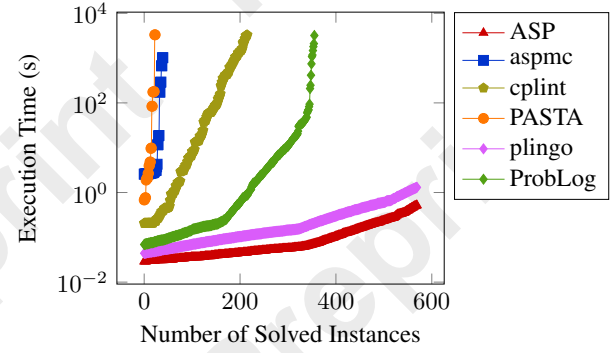 10^4
10^2
10^0
10^−2
Execution Time (s)
0
200
400
600
Number of Solved Instances
ASP
aspmc
cplint
PASTA
plingo
ProbLog
Preprint